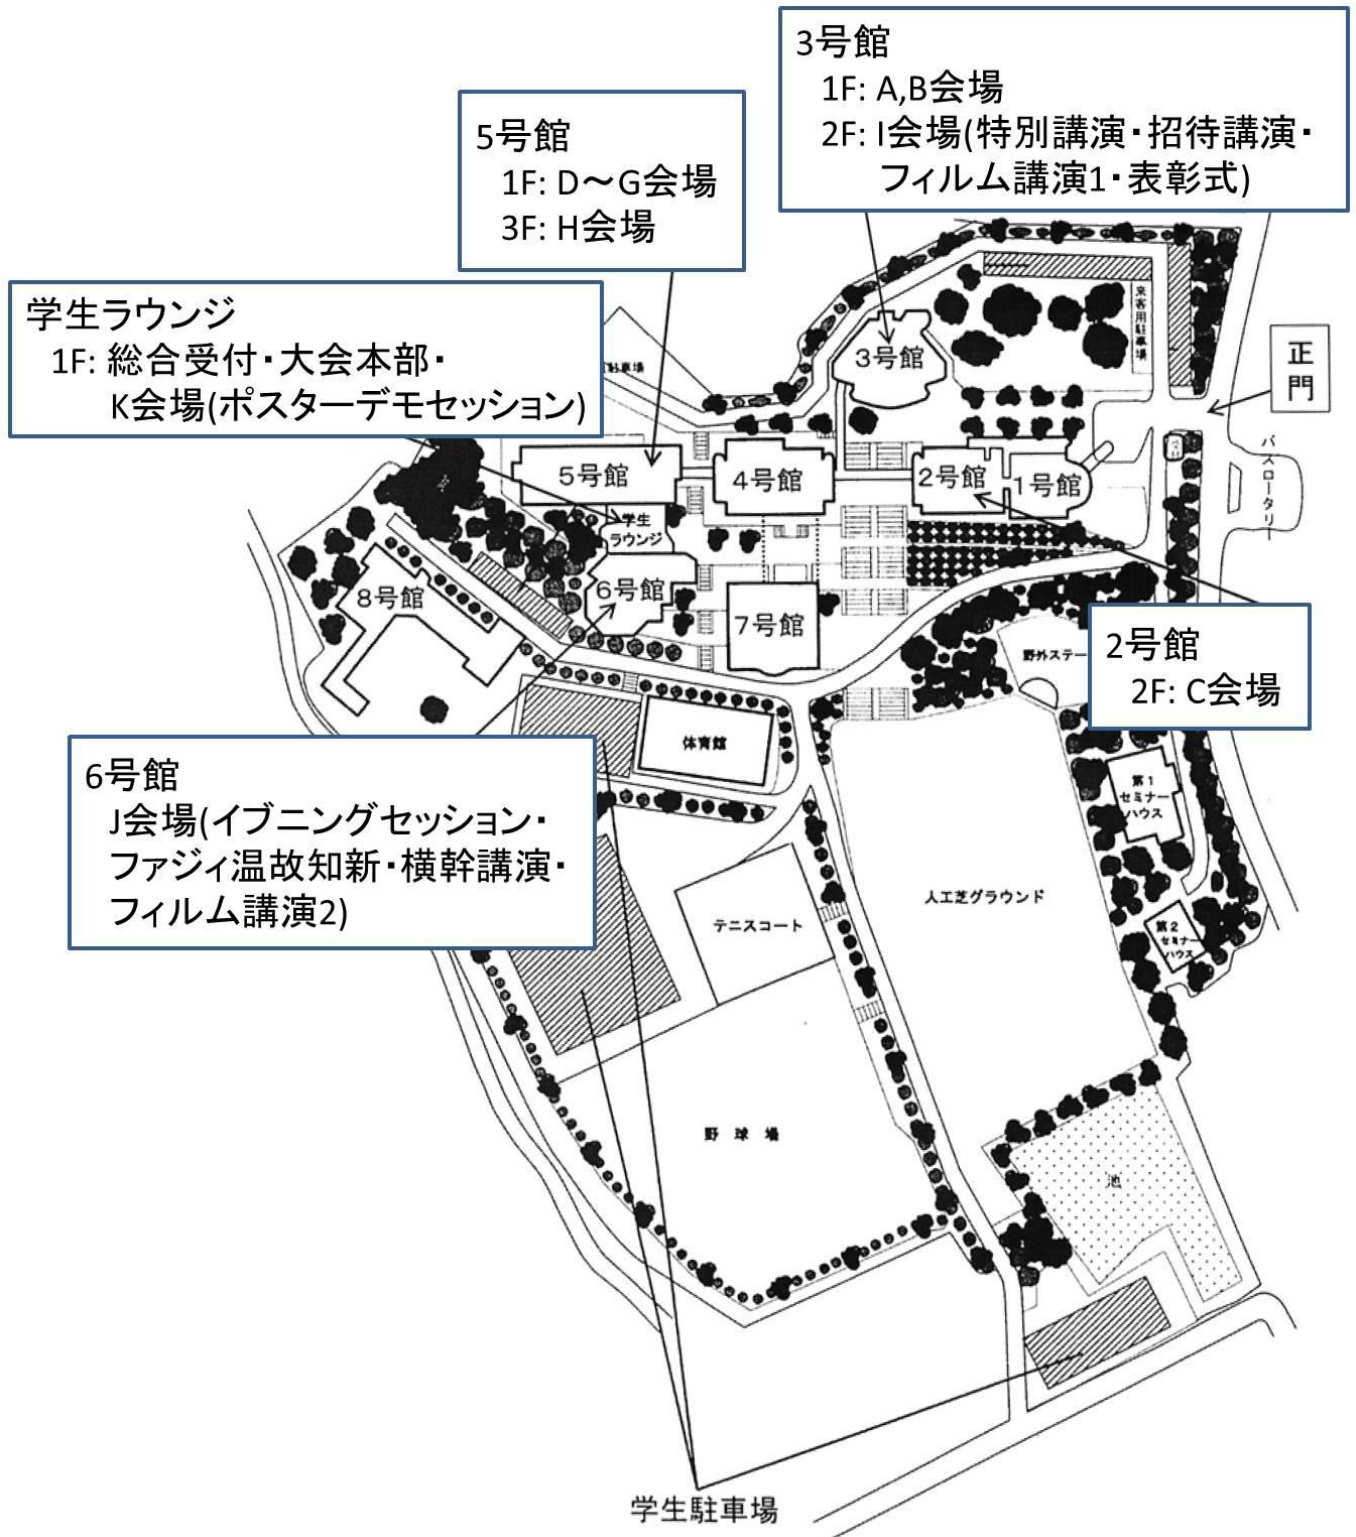 3号館
1F: A,B会場
2F: I会場(特別講演・招待講演・
フィルム講演1・表彰式)
5号館
1F: D～G会場
3F: H会場
学生ラウンジ
1F: 総合受付・大会本部・
K会場(ポスターデモセッション)
正門
来客用駐車場
駐車場
バスロータリー
3号館
5号館
4号館
2号館
1号館
学生
ラウンジ
6号館
8号館
7号館
野外ステー
2号館
2F: C会場
体育館
6号館
J会場(イブニングセッション・
ファジィ温故知新・横幹講演・
フィルム講演2)
第1
セミナー
ハウス
人工芝グラウンド
テニスコート
第2
セミナー
ハウス
野球場
池
学生駐車場